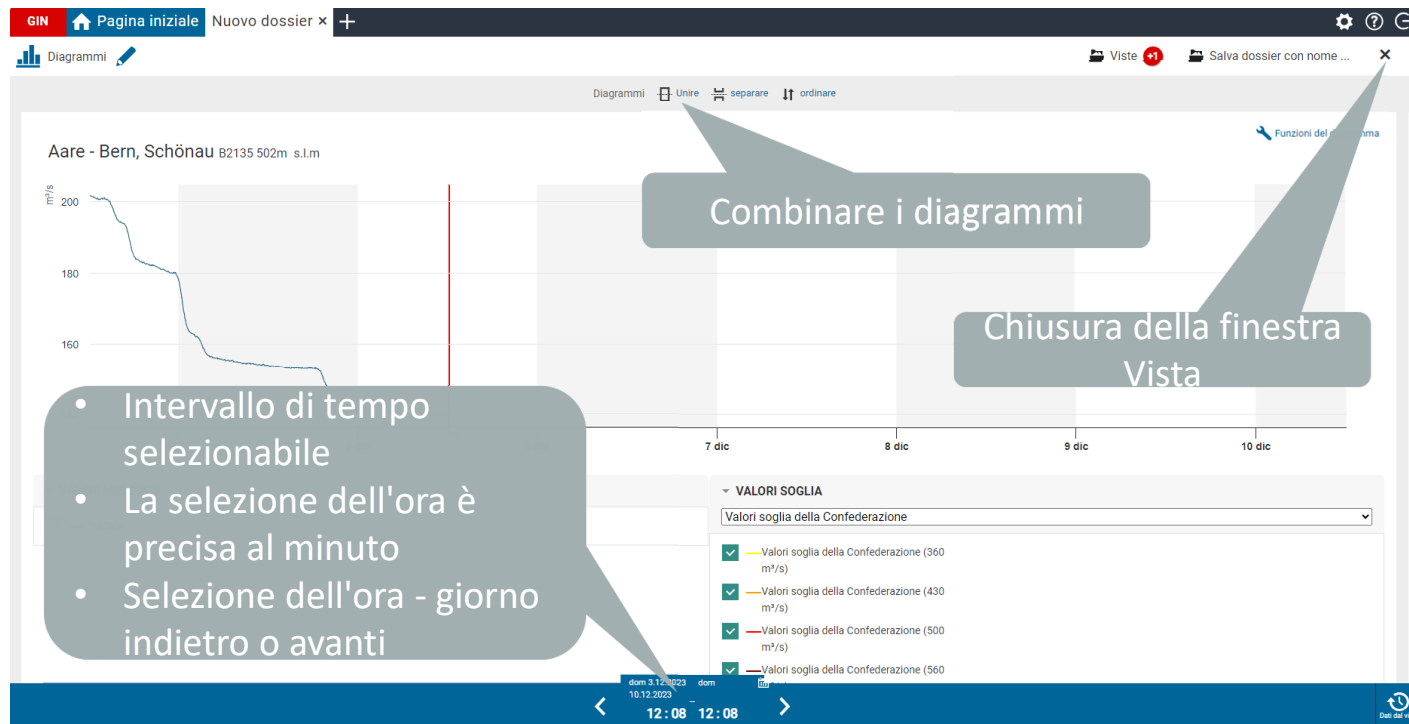 GIN Pagina iniziale Nuovo dossier × +
Diagrammi
Viste +1 Salva dossier con nome ... ×
Diagrammi Unire separare ordinare
Funzioni del
Aare - Bern, Schönau B2135 502m s.l.m
m³/s
200
180
160
Combinare i diagrammi
Chiusura della finestra
Vista
• Intervallo di tempo
selezionabile
• La selezione dell'ora è
precisa al minuto
• Selezione dell'ora - giorno
indietro o avanti
7 dic 8 dic 9 dic 10 dic
VALORI SOGLIA
Valori soglia della Confederazione
Valori soglia della Confederazione (360
m³/s)
Valori soglia della Confederazione (430
m³/s)
Valori soglia della Confederazione (500
m³/s)
Valori soglia della Confederazione (560
dom 3.12.2023 dom
10.12.2023 –
12:08 12:08
Dati dal